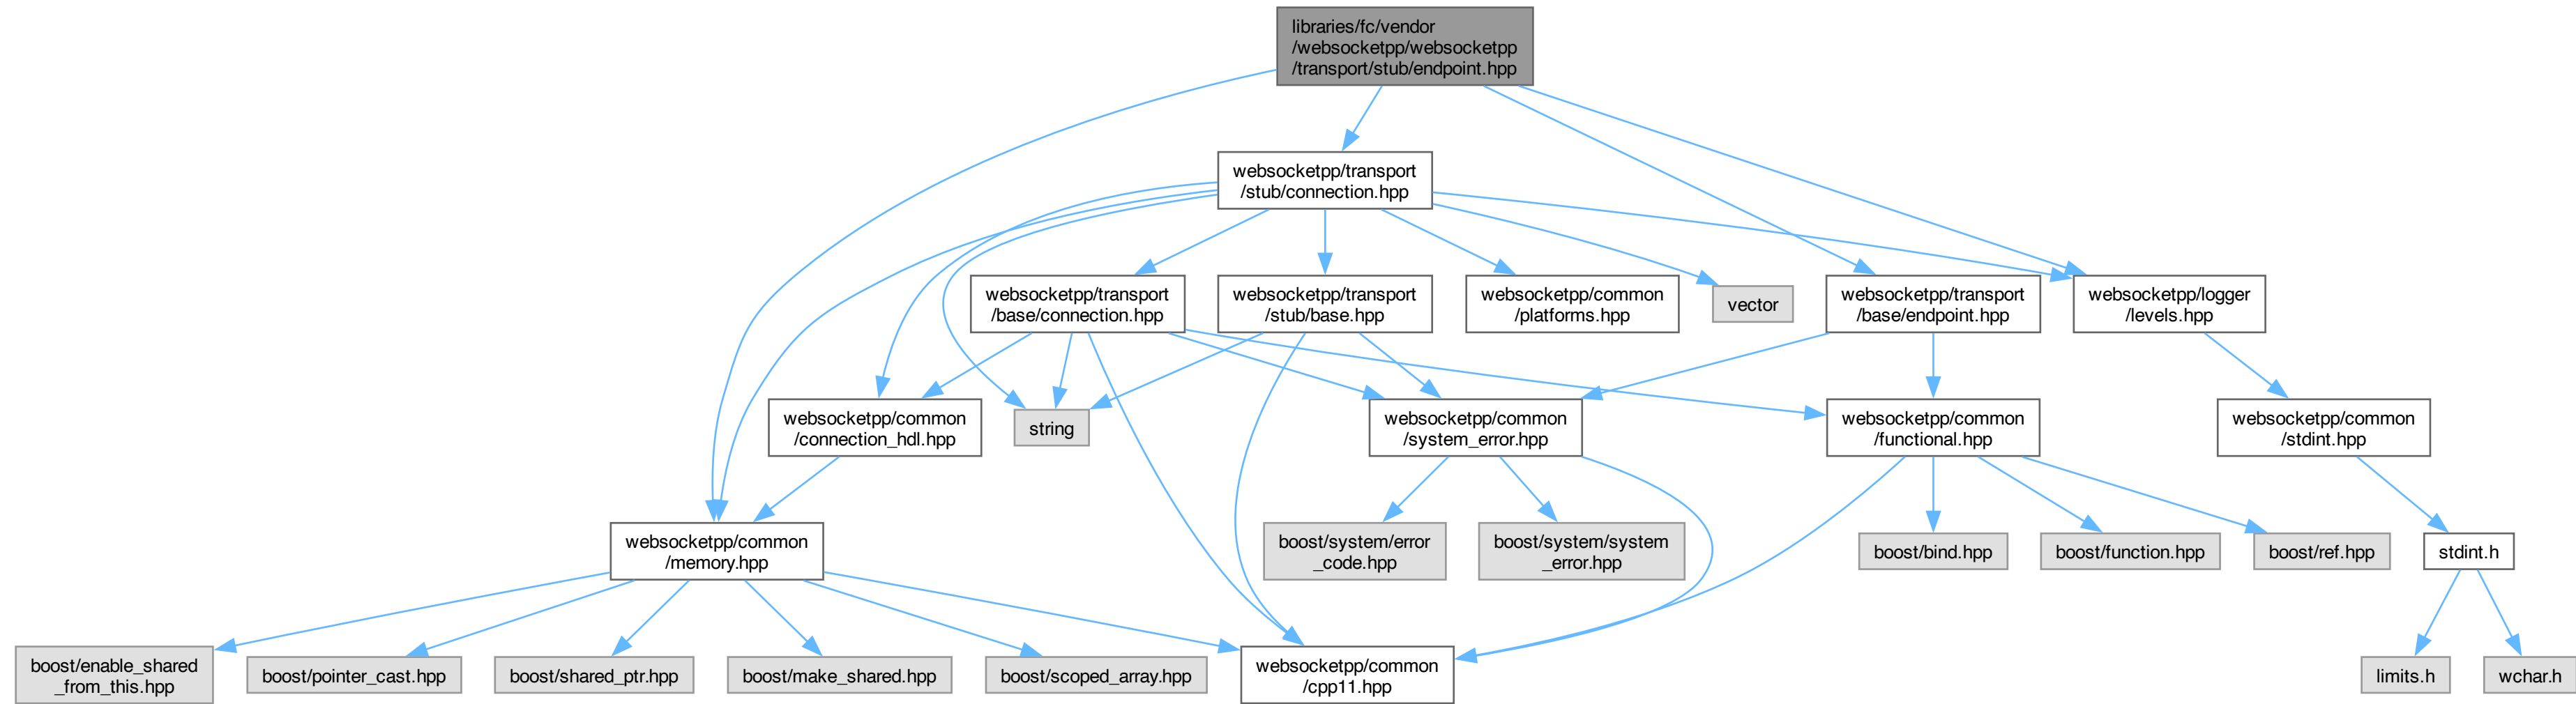 libraries/fc/vendor
/websocketpp/websocketpp
/transport/stub/endpoint.hpp
websocketpp/transport
/stub/connection.hpp
websocketpp/transport
/base/connection.hpp
websocketpp/transport
/stub/base.hpp
websocketpp/common
/platforms.hpp
vector
websocketpp/transport
/base/endpoint.hpp
websocketpp/logger
/levels.hpp
websocketpp/common
/connection_hdl.hpp
string
websocketpp/common
/system_error.hpp
websocketpp/common
/functional.hpp
websocketpp/common
/stdint.hpp
websocketpp/common
/memory.hpp
boost/system/error
_code.hpp
boost/system/system
_error.hpp
boost/bind.hpp
boost/function.hpp
boost/ref.hpp
stdint.h
boost/enable_shared
_from_this.hpp
boost/pointer_cast.hpp
boost/shared_ptr.hpp
boost/make_shared.hpp
boost/scoped_array.hpp
websocketpp/common
/cpp11.hpp
limits.h
wchar.h